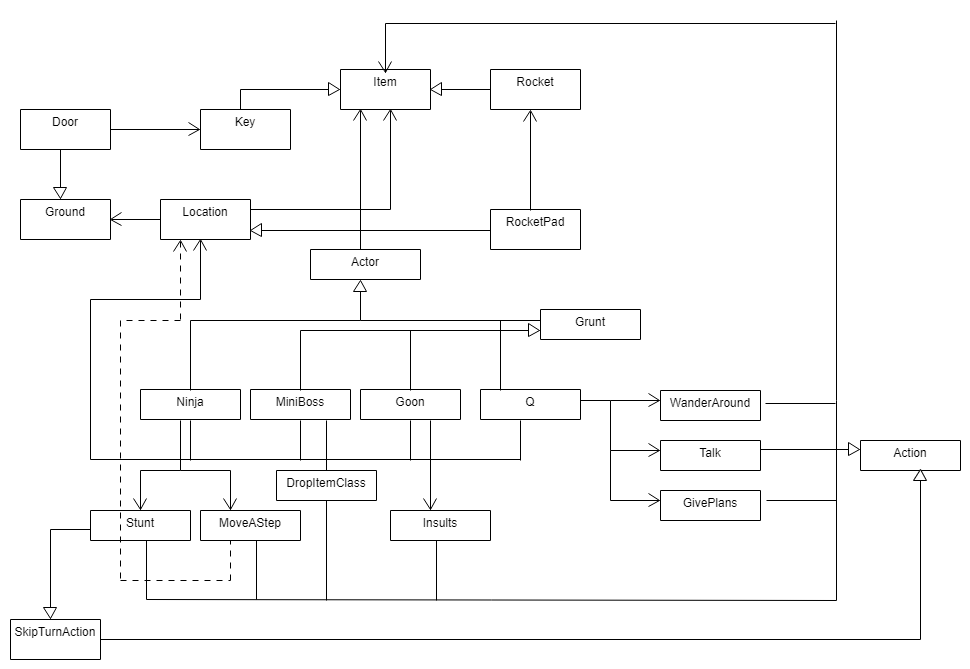 Item
Rocket
Door
Key
Ground
Location
RocketPad
Actor
Grunt
Ninja
MiniBoss
Goon
Q
WanderAround
Talk
Action
DropItemClass
GivePlans
Stunt
MoveAStep
Insults
SkipTurnAction